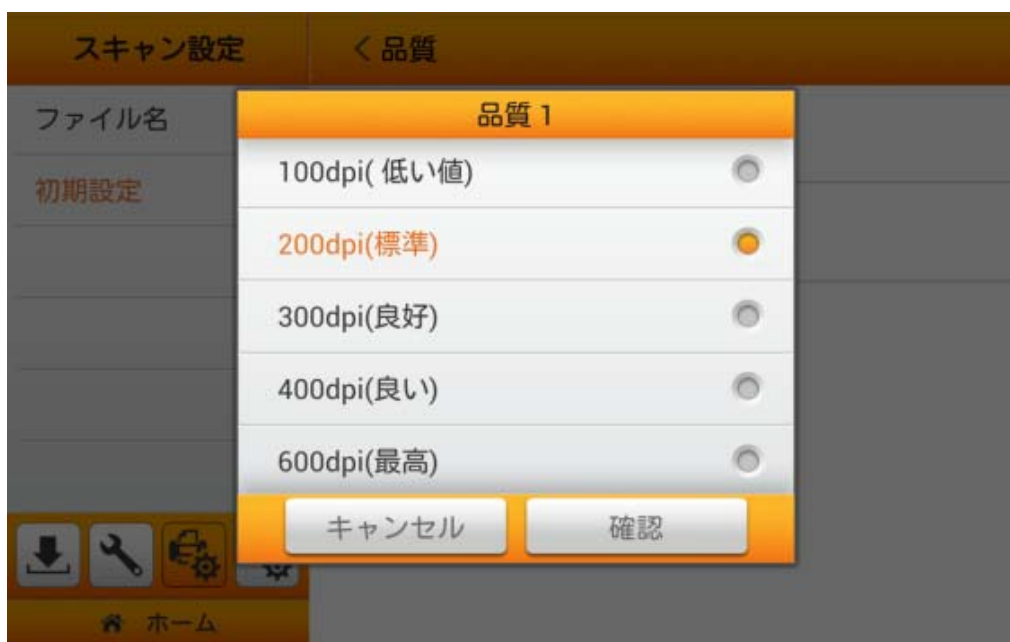 スキャン設定
< 品質
ファイル名
初期設定
品質 1
100dpi( 低い値)
200dpi(標準)
300dpi(良好)
400dpi(良い)
600dpi(最高)
キャンセル
確認
ホーム